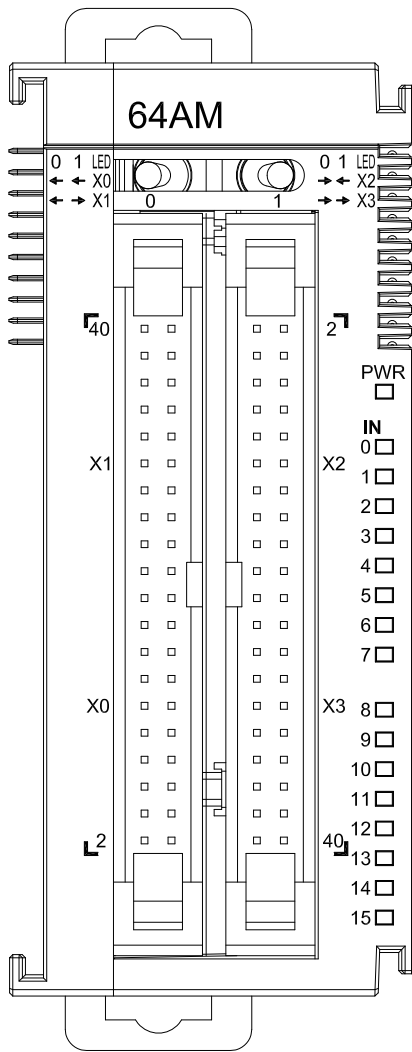 64AM
0 1 LED 0 1 LED
← ← X0 → ← X2
← → X1 0 1 → → X3
40 2
PWR
IN
0
X1 X2
1
2
3
4
5
6
7
X0 X3
8
9
10
11
12
2 40
13
14
15